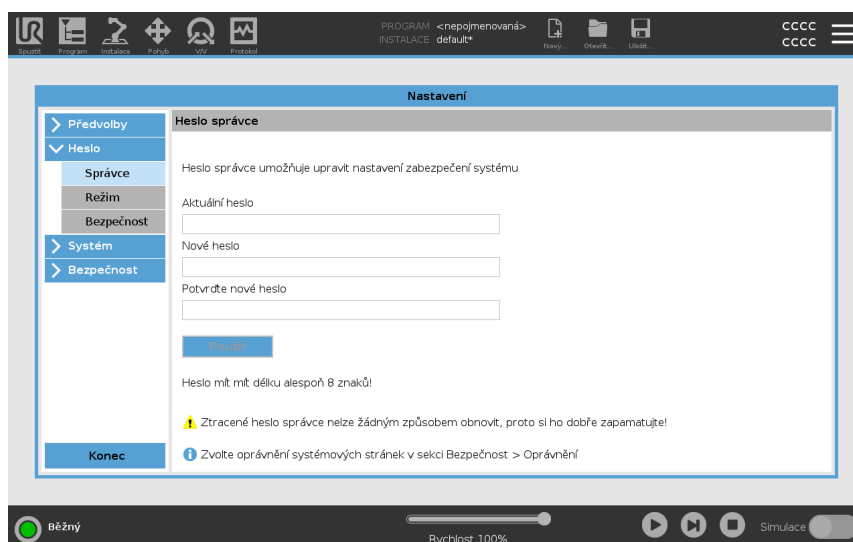 PROGRAM <nepojmenovaná>
INSTALACE default*
CCCC
CCCC
Spustit Program Instalace Pohyb V/V Protokol Nový... Otevřít... Uložit...
Nastavení
Předvolby
Heslo
Správce
Režim
Bezpečnost
Systém
Bezpečnost
Konec
Heslo správce
Heslo správce umožňuje upravit nastavení zabezpečení systému
Aktuální heslo
Nové heslo
Potvrďte nové heslo
Použít
Heslo mít mít délku alespoň 8 znaků!
Ztracené heslo správce nelze žádným způsobem obnovit, proto si ho dobře zapamatujte!
Zvolte oprávnění systémových stránek v sekci Bezpečnost > Oprávnění
Běžný
Rychlost 100%
Simulace